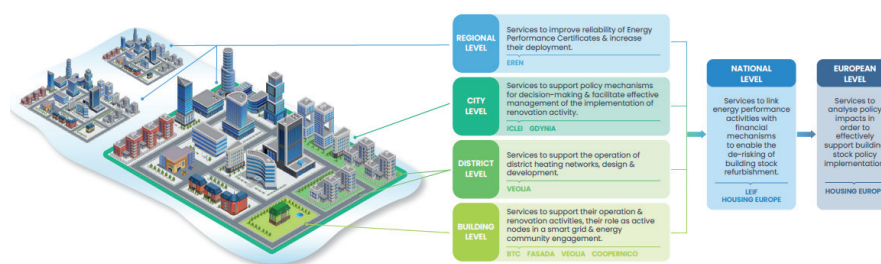 REGIONAL
LEVEL
Services to improve reliability of Energy
Performance Certificates & increase
their deployment.
EREN
CITY
LEVEL
Services to support policy mechanisms
for decision-making & facilitate effective
management of the implementation of
renovation activity.
ICLEI GDYNIA
DISTRICT
LEVEL
Services to support the operation of
district heating networks, design &
development.
VEOLIA
BUILDING
LEVEL
Services to support their operation &
renovation activities, their role as active
nodes in a smart grid & energy
community engagement.
BTC FASADA VEOLIA COOPERNICO
NATIONAL
LEVEL
Services to link
energy performance
activities with
financial
mechanisms
to enable the
de-risking of
building stock
refurbishment.
LEIF
HOUSING EUROPE
EUROPEAN
LEVEL
Services to
analyse policy
impacts in
order to
effectively
support building
stock policy
implementation
HOUSING EUROP